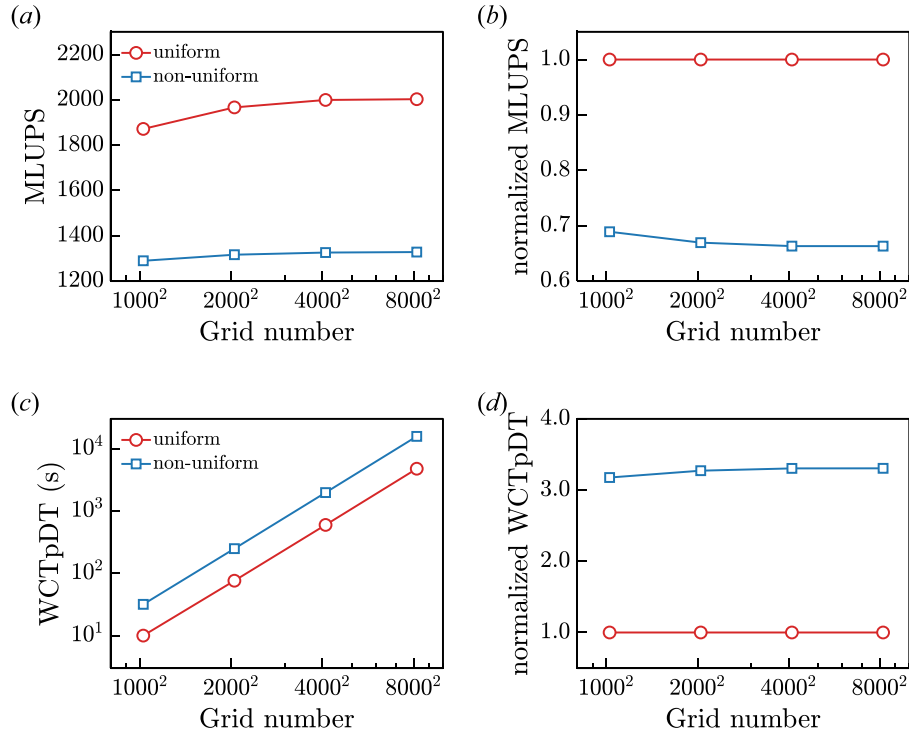 (a)
MLUPS
2200
2000
1800
1600
1400
1200
uniform
non-uniform
1000² 2000² 4000² 8000²
Grid number
(b)
normalized MLUPS
1.0
0.9
0.8
0.7
0.6
1000² 2000² 4000² 8000²
Grid number
(c)
WCTpDT (s)
10⁴
10³
10²
10¹
uniform
non-uniform
1000² 2000² 4000² 8000²
Grid number
(d)
normalized WCTpDT
4.0
3.0
2.0
1.0
1000² 2000² 4000² 8000²
Grid number